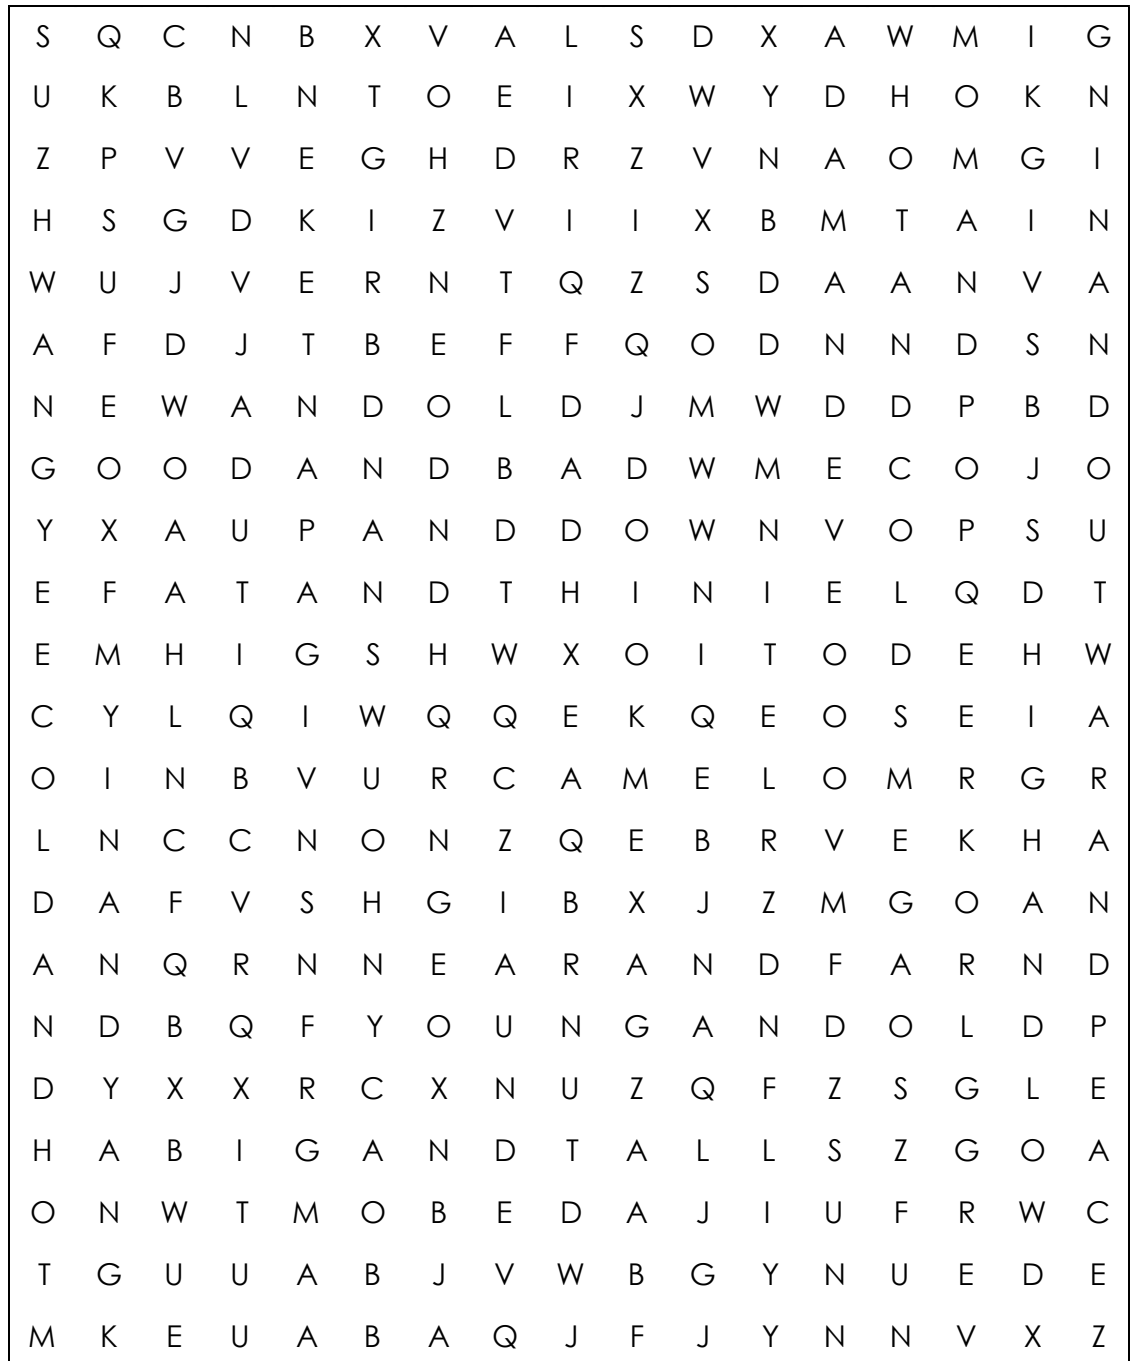 S Q C N B X V A L S D X A W M I G
U K B L N T O E I X W Y D H O K N
Z P V V E G H D R Z V N A O M G I
H S G D K I Z V I I X B M T A I N
W U J V E R N T Q Z S D A A N V A
A F D J T B E F F Q O D N N D S N
N E W A N D O L D J M W D D P B D
G O O D A N D B A D W M E C O J O
Y X A U P A N D D O W N V O P S U
E F A T A N D T H I N I E L Q D T
E M H I G S H W X O I T O D E H W
C Y L Q I W Q Q E K Q E O S E I A
O I N B V U R C A M E L O M R G R
L N C C N O N Z Q E B R V E K H A
D A F V S H G I B X J Z M G O A N
A N Q R N N E A R A N D F A R N D
N D B Q F Y O U N G A N D O L D P
D Y X X R C X N U Z Q F Z S G L E
H A B I G A N D T A L L S Z G O A
O N W T M O B E D A J I U F R W C
T G U U A B J V W B G Y N U E D E
M K E U A B A Q J F J Y N N V X Z